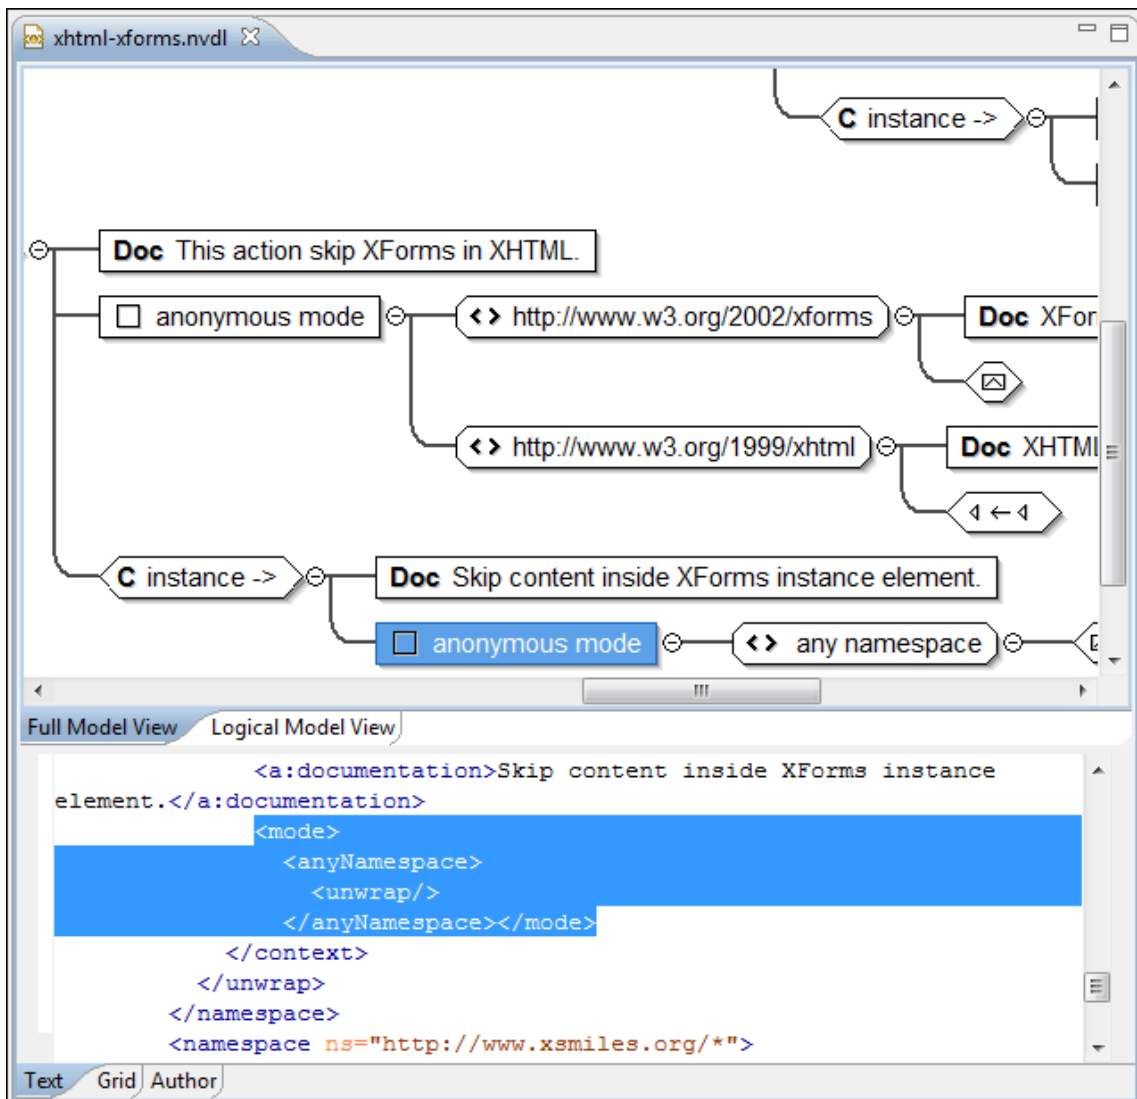 xhtml-xforms.nvdl
C instance ->
Doc This action skip XForms in XHTML.
anonymous mode
<> http://www.w3.org/2002/xforms
Doc XFor
<> http://www.w3.org/1999/xhtml
Doc XHTML
C instance ->
Doc Skip content inside XForms instance element.
anonymous mode
<> any namespace
Full Model View
Logical Model View
<a:documentation>Skip content inside XForms instance
element.</a:documentation>
<mode>
<anyNamespace>
<unwrap/>
</anyNamespace></mode>
</context>
</unwrap>
</namespace>
<namespace ns="http://www.xsmiles.org/*">
Text
Grid
Author